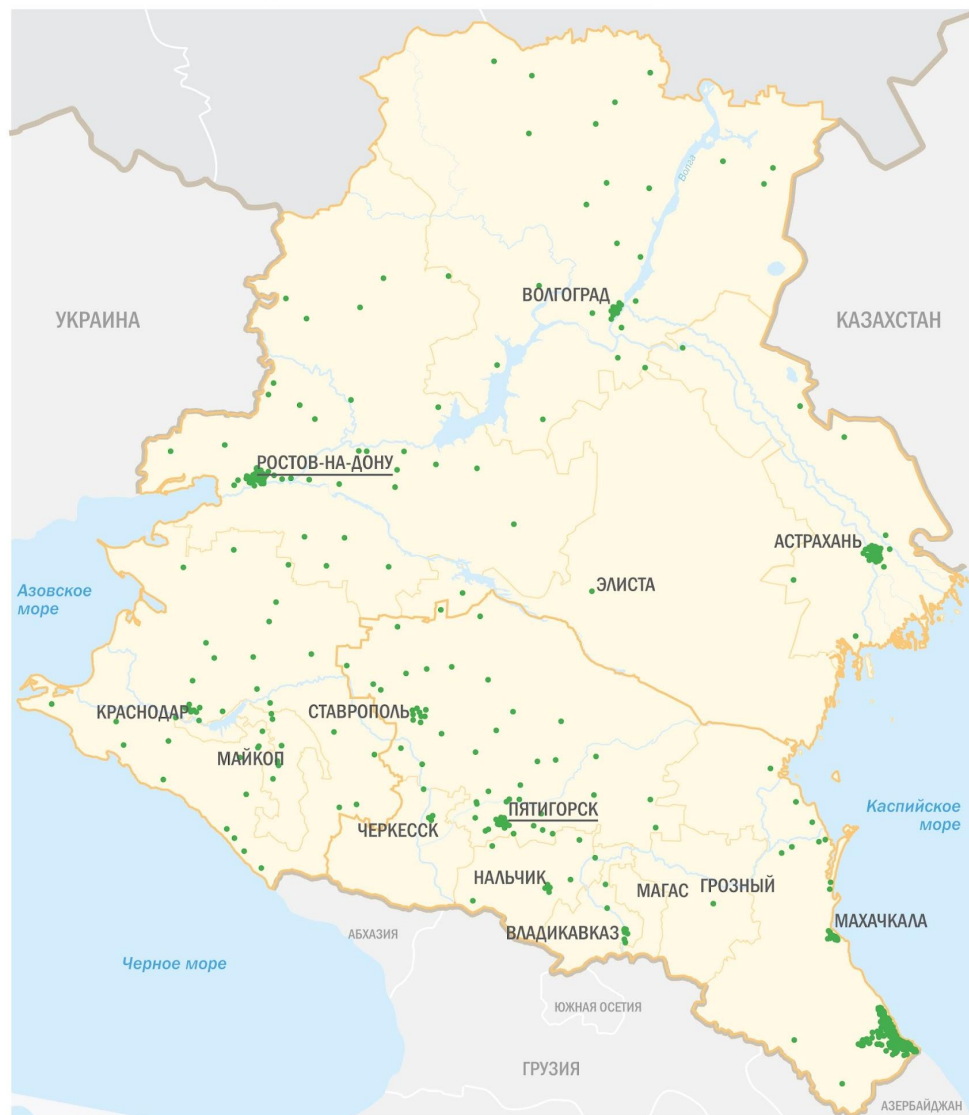 Волга
ВОЛГОГРАД
УКРАИНА
КАЗАХСТАН
РОСТОВ-НА-ДОНУ
АСТРАХАНЬ
ЭЛИСТА
Азовское
море
КРАСНОДАР
СТАВРОПОЛЬ
МАЙКОП
ПЯТИГОРСК
Каспийское
море
ЧЕРКЕССК
НАЛЬЧИК
МАГАС
ГРОЗНЫЙ
МАХАЧКАЛА
АБХАЗИЯ
ВЛАДИКАВКАЗ
Черное море
ЮЖНАЯ ОСЕТИЯ
ГРУЗИЯ
АЗЕРБАЙДЖАН